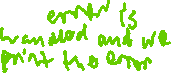 error is
handled and we
print the error